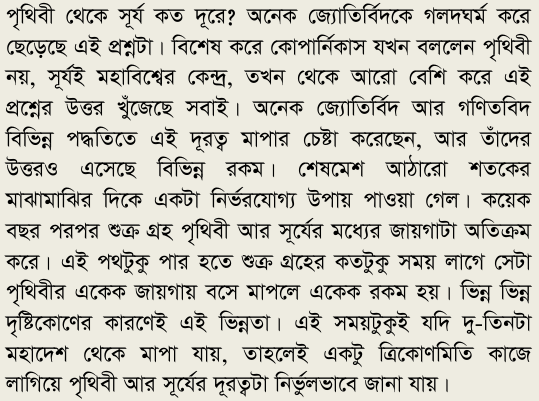 পৃথিবী থেকে সূর্য কত দূরে? অনেক জ্যোতির্বিদকে গলদঘর্ম করে
ছেড়েছে এই প্রশ্নটা। বিশেষ করে কোপার্নিকাস যখন বললেন পৃথিবী
নয়, সূর্যই মহাবিশ্বের কেন্দ্র, তখন থেকে আরো বেশি করে এই
প্রশ্নের উত্তর খুঁজেছে সবাই। অনেক জ্যোতির্বিদ আর গণিতবিদ
বিভিন্ন পদ্ধতিতে এই দূরত্ব মাপার চেষ্টা করেছেন, আর তাঁদের
উত্তরও এসেছে বিভিন্ন রকম। শেষমেশ আঠারো শতকের
মাঝামাঝির দিকে একটা নির্ভরযোগ্য উপায় পাওয়া গেল। কয়েক
বছর পরপর শুক্র গ্রহ পৃথিবী আর সূর্যের মধ্যের জায়গাটা অতিক্রম
করে। এই পথটুকু পার হতে শুক্র গ্রহের কতটুকু সময় লাগে সেটা
পৃথিবীর একেক জায়গায় বসে মাপলে একেক রকম হয়। ভিন্ন ভিন্ন
দৃষ্টিকোণের কারণেই এই ভিন্নতা। এই সময়টুকুই যদি দু-তিনটা
মহাদেশ থেকে মাপা যায়, তাহলেই একটু ত্রিকোণমিতি কাজে
লাগিয়ে পৃথিবী আর সূর্যের দূরত্বটা নির্ভুলভাবে জানা যায়।